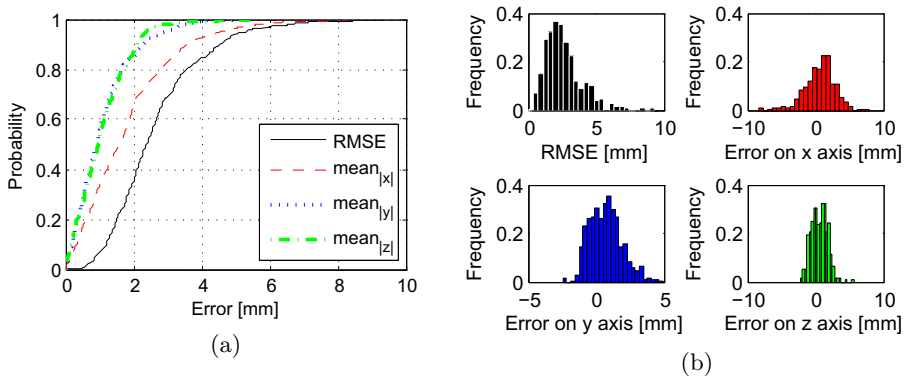 1
0.8
0.6
0.4
0.2
0
Probability
0 2 4 6 8 10
Error [mm]
RMSE
mean|x|
mean|y|
mean|z|
(a)
0.4
0.2
0
Frequency
0 5 10
RMSE [mm]
0.4
0.2
0
Frequency
−10 0 10
Error on x axis [mm]
0.4
0.2
0
Frequency
−5 0 5
Error on y axis [mm]
0.4
0.2
0
Frequency
−10 0 10
Error on z axis [mm]
(b)